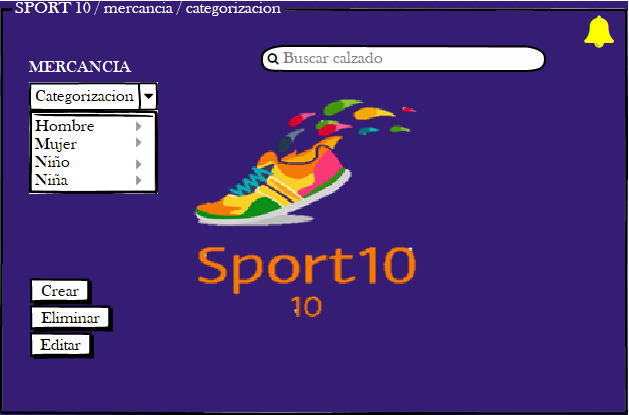 SPORT 10 / mercancia / categorizacion
Buscar calzado
MERCANCIA
Categorizacion
Hombre
Mujer
Niño
Niña
Sport10
10
Crear
Eliminar
Editar